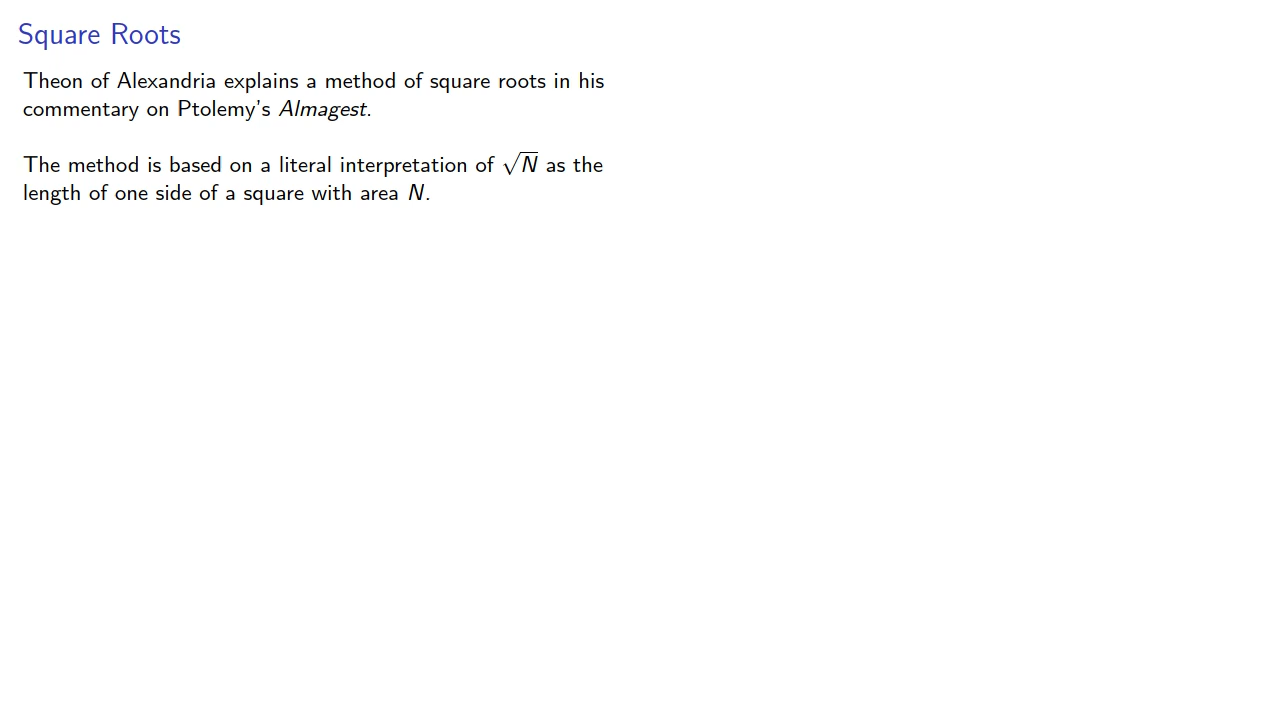 Square Roots
Theon of Alexandria explains a method of square roots in his
commentary on Ptolemy's Almagest.
The method is based on a literal interpretation of √N as the
length of one side of a square with area N.